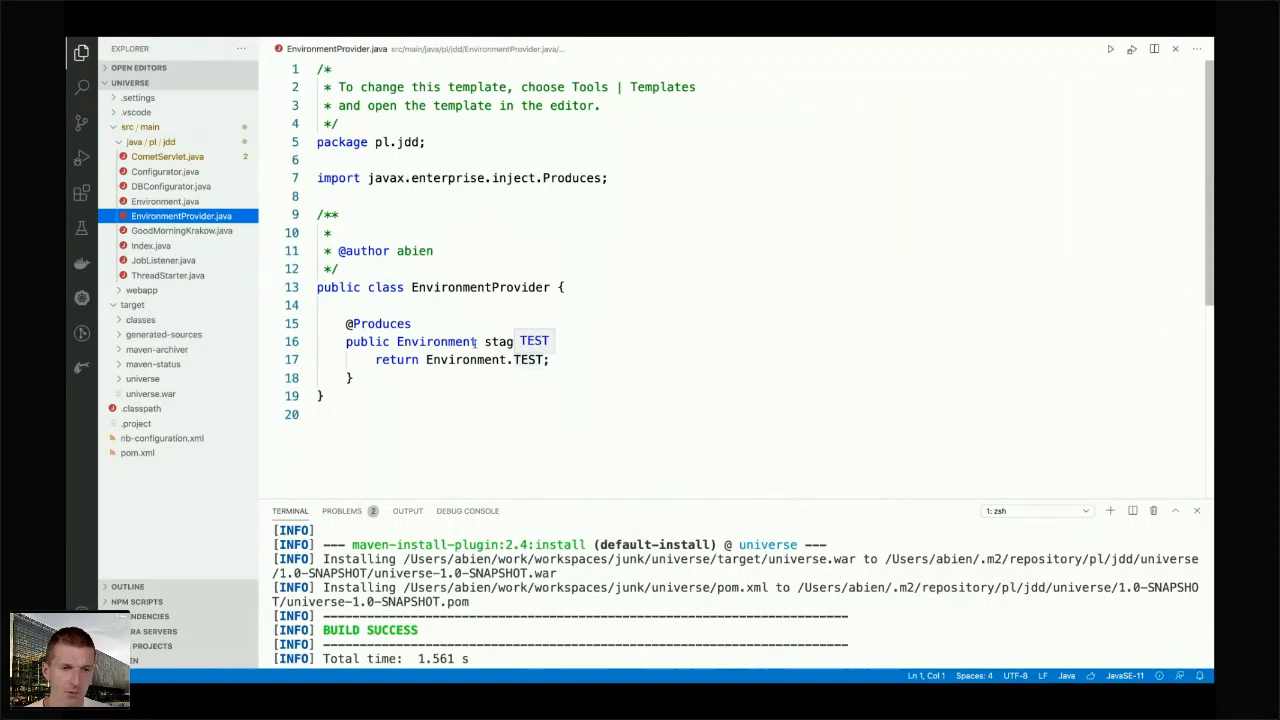 EXPLORER
OPEN EDITORS
UNIVERSE
.settings
.vscode
src / main
java / pl / jdd
CometServlet.java 2
Configurator.java
DBConfigurator.java
Environment.java
EnvironmentProvider.java
GoodMorningKrakow.java
Index.java
JobListener.java
ThreadStarter.java
webapp
target
classes
generated-sources
maven-archiver
maven-status
universe
universe.war
.classpath
.project
nb-configuration.xml
pom.xml
OUTLINE
NPM SCRIPTS
NDENCIES
RA SERVERS
PROJECTS
EN
EnvironmentProvider.java src/main/java/pl/jdd/EnvironmentProvider.java/...
1 /*
2 * To change this template, choose Tools | Templates
3 * and open the template in the editor.
4 */
5 package pl.jdd;
6
7 import javax.enterprise.inject.Produces;
8
9 /**
10 *
11 * @author abien
12 */
13 public class EnvironmentProvider {
14
15 @Produces
16 public Environment stag TEST
17 return Environment.TEST;
18 }
19 }
20
TERMINAL PROBLEMS 2 OUTPUT DEBUG CONSOLE 1: zsh
[INFO]
[INFO] --- maven-install-plugin:2.4:install (default-install) @ universe ---
[INFO] Installing /Users/abien/work/workspaces/junk/universe/target/universe.war to /Users/abien/.m2/repository/pl/jdd/universe
/1.0-SNAPSHOT/universe-1.0-SNAPSHOT.war
[INFO] Installing /Users/abien/work/workspaces/junk/universe/pom.xml to /Users/abien/.m2/repository/pl/jdd/universe/1.0-SNAPSHO
T/universe-1.0-SNAPSHOT.pom
[INFO] ------------------------------------------------------------------------
[INFO] BUILD SUCCESS
[INFO] ------------------------------------------------------------------------
[INFO] Total time: 1.561 s
Ln 1, Col 1 Spaces: 4 UTF-8 LF Java JavaSE-11